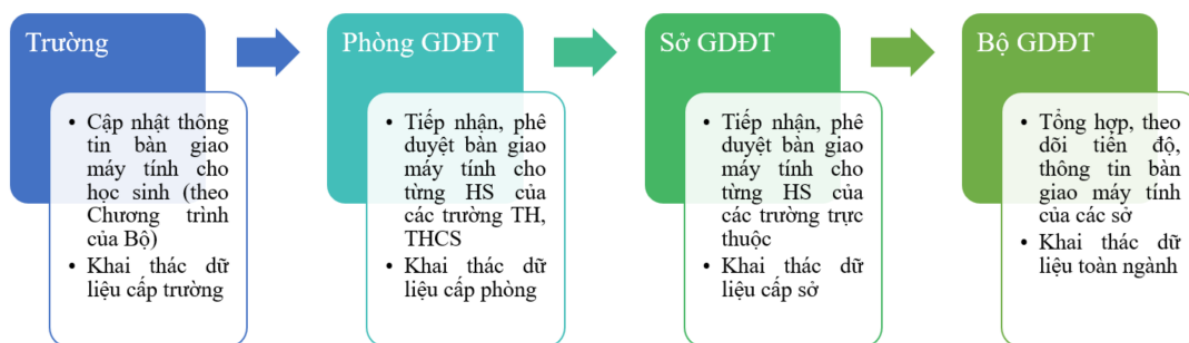 Trường
• Cập nhật thông
tin bàn giao
máy tính cho
học sinh (theo
Chương trình
của Bộ)
• Khai thác dữ
liệu cấp trường
Phòng GDĐT
• Tiếp nhận, phê
duyệt bàn giao
máy tính cho
từng HS của
các trường TH,
THCS
• Khai thác dữ
liệu cấp phòng
Sở GDĐT
• Tiếp nhận, phê
duyệt bàn giao
máy tính cho
từng HS của
các trường trực
thuộc
• Khai thác dữ
liệu cấp sở
Bộ GDĐT
• Tổng hợp, theo
dõi tiến độ,
thông tin bàn
giao máy tính
của các sở
• Khai thác dữ
liệu toàn ngành